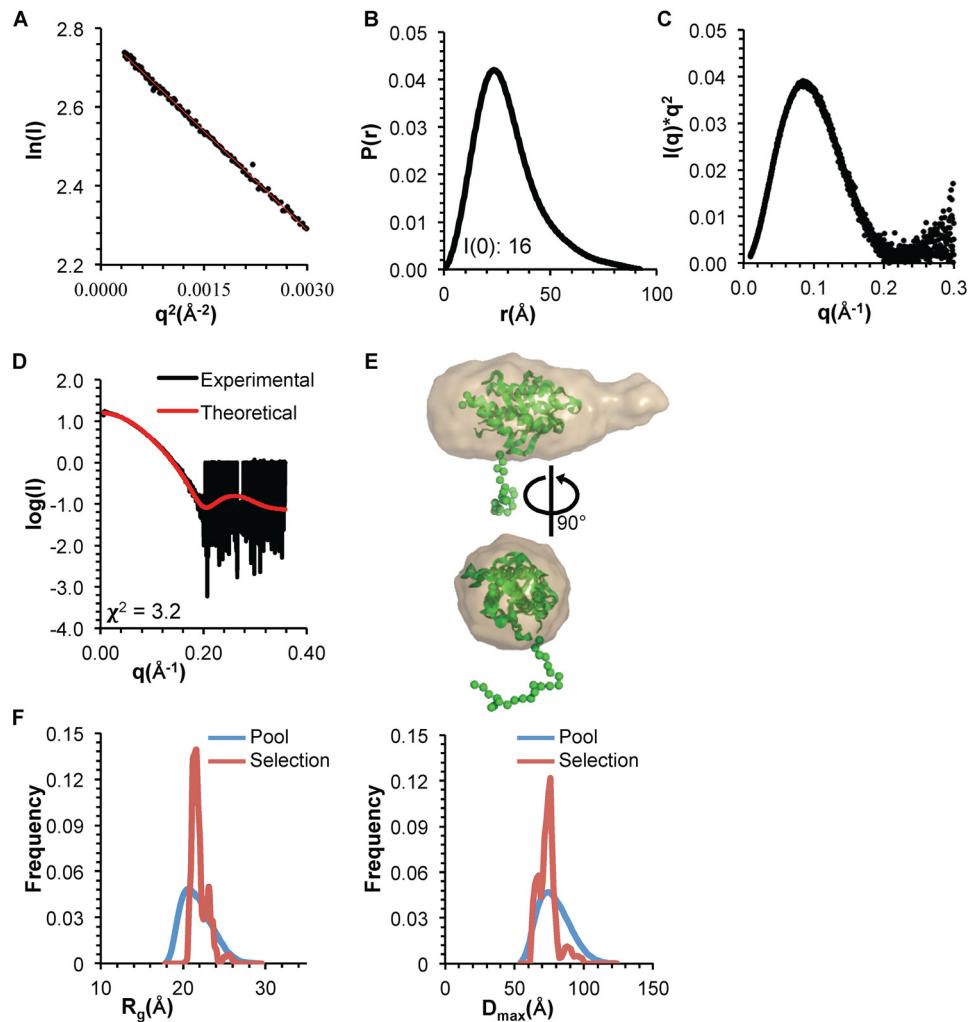 A
2.8
2.6
2.4
2.2
ln(I)
0.0000 0.0015 0.0030
q²(Å⁻²)
B
0.05
0.04
0.03
0.02
0.01
0.00
P(r)
I(0): 16
0 50 100
r(Å)
C
0.05
0.04
0.03
0.02
0.01
0.00
I(q)*q²
0.0 0.1 0.2 0.3
q(Å⁻¹)
D
2.0
1.0
0.0
-1.0
-2.0
-3.0
-4.0
log(I)
Experimental
Theoretical
χ² = 3.2
0.00 0.20 0.40
q(Å⁻¹)
E
90°
F
0.15
0.12
0.09
0.06
0.03
0
Frequency
Pool
Selection
10 20 30
Rg(Å)
0.15
0.12
0.09
0.06
0.03
0
Frequency
Pool
Selection
0 50 100 150
Dmax(Å)